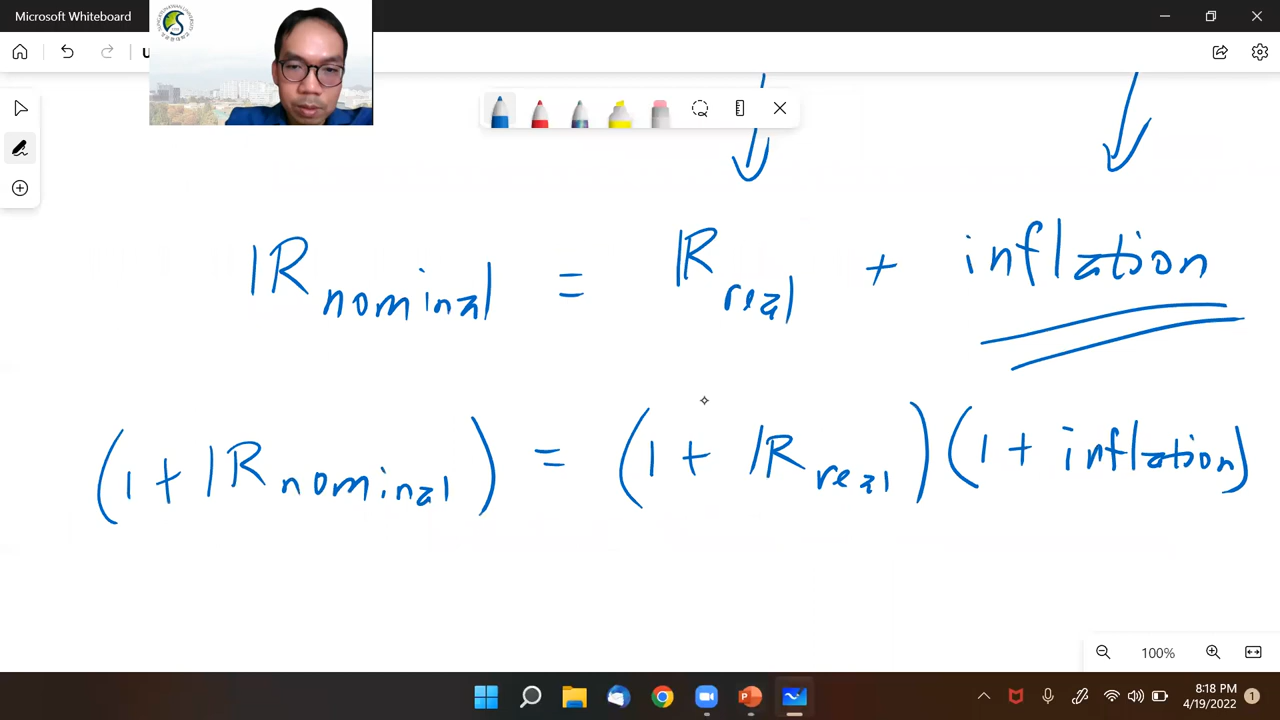 Microsoft Whiteboard
IR nominal = IR real + inflation
(1 + IR nominal) = (1 + IR real)(1 + inflation)
100%
8:18 PM
4/19/2022
1